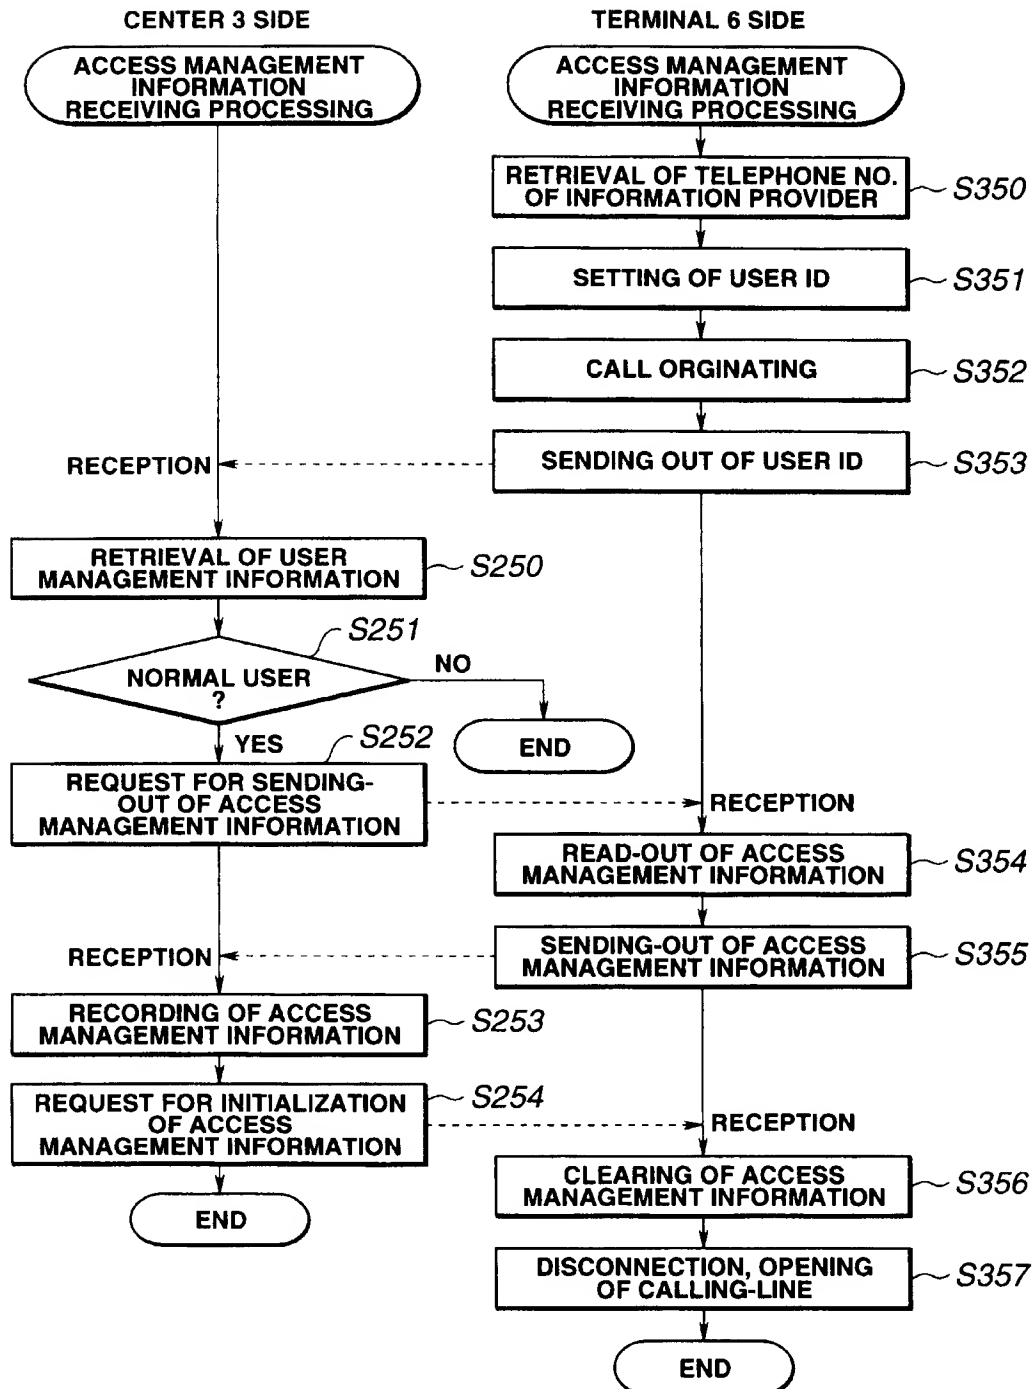 CENTER 3 SIDE
TERMINAL 6 SIDE
ACCESS MANAGEMENT
INFORMATION
RECEIVING PROCESSING
ACCESS MANAGEMENT
INFORMATION
RECEIVING PROCESSING
RETRIEVAL OF TELEPHONE NO.
OF INFORMATION PROVIDER
S350
SETTING OF USER ID
S351
CALL ORGINATING
S352
RECEPTION
SENDING OUT OF USER ID
S353
RETRIEVAL OF USER
MANAGEMENT INFORMATION
S250
S251
NORMAL USER
?
NO
END
YES
S252
REQUEST FOR SENDING-
OUT OF ACCESS
MANAGEMENT INFORMATION
RECEPTION
READ-OUT OF ACCESS
MANAGEMENT INFORMATION
S354
RECEPTION
SENDING-OUT OF ACCESS
MANAGEMENT INFORMATION
S355
RECORDING OF ACCESS
MANAGEMENT INFORMATION
S253
REQUEST FOR INITIALIZATION
OF ACCESS
MANAGEMENT INFORMATION
S254
RECEPTION
CLEARING OF ACCESS
MANAGEMENT INFORMATION
S356
END
DISCONNECTION, OPENING
OF CALLING-LINE
S357
END